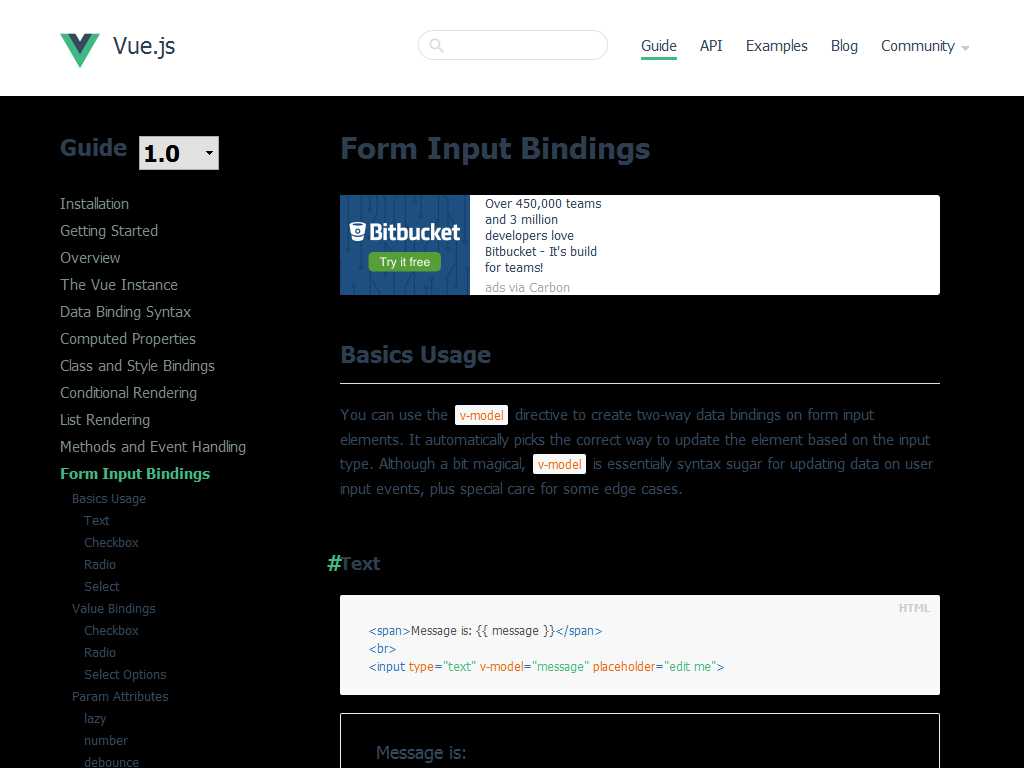 Vue.js
Guide API Examples Blog Community
Guide 1.0
Installation
Getting Started
Overview
The Vue Instance
Data Binding Syntax
Computed Properties
Class and Style Bindings
Conditional Rendering
List Rendering
Methods and Event Handling
Form Input Bindings
Basics Usage
Text
Checkbox
Radio
Select
Value Bindings
Checkbox
Radio
Select Options
Param Attributes
lazy
number
debounce
Form Input Bindings
Bitbucket
Try it free
Over 450,000 teams
and 3 million
developers love
Bitbucket - It's build
for teams!
ads via Carbon
Basics Usage
You can use the v-model directive to create two-way data bindings on form input
elements. It automatically picks the correct way to update the element based on the input
type. Although a bit magical, v-model is essentially syntax sugar for updating data on user
input events, plus special care for some edge cases.
#Text
HTML
<span>Message is: {{ message }}</span>
<br>
<input type="text" v-model="message" placeholder="edit me">
Message is: